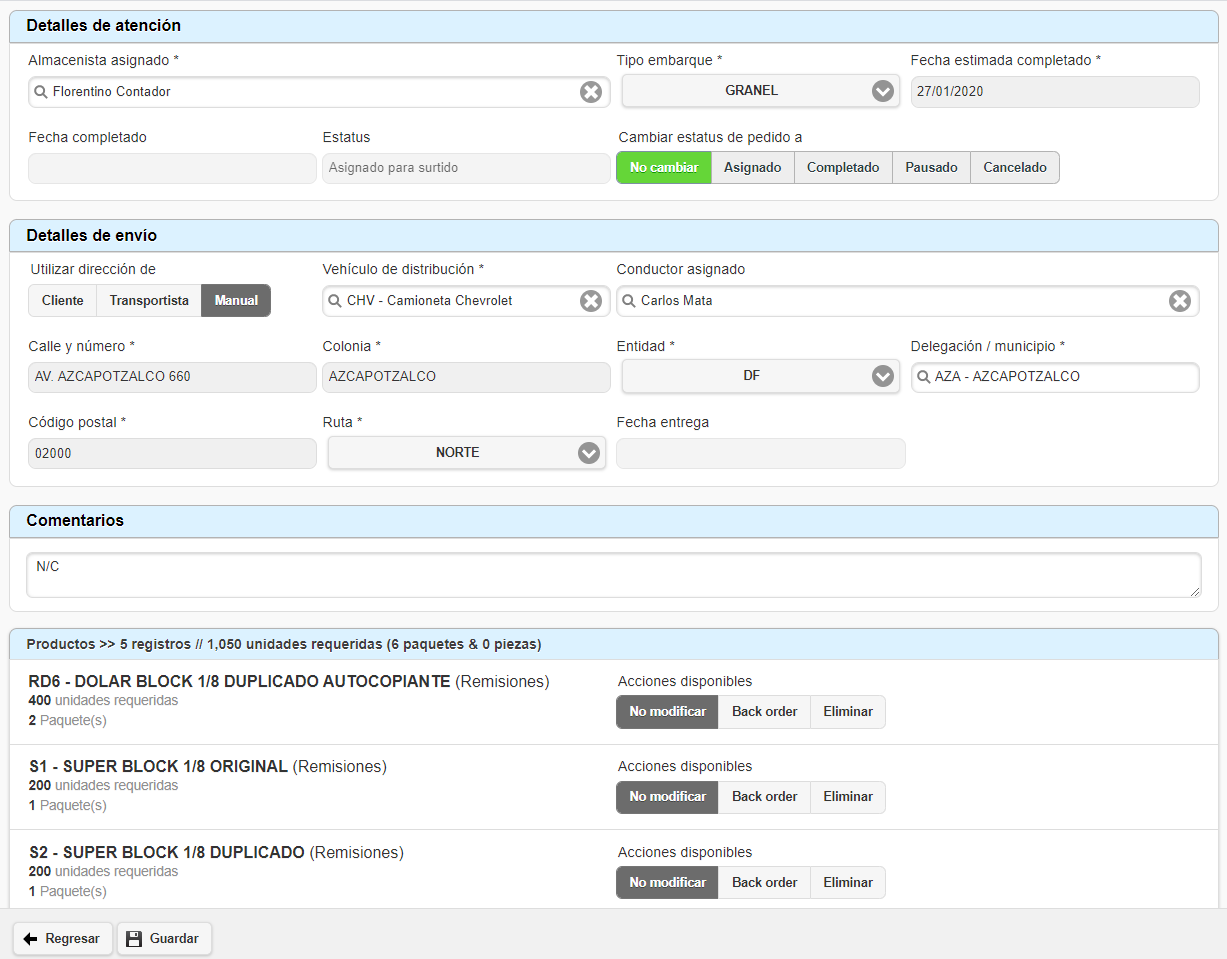 Detalles de atención
Almacenista asignado * Tipo embarque * Fecha estimada completado *
Florentino Contador GRANEL 27/01/2020
Fecha completado Estatus Cambiar estatus de pedido a
Asignado para surtido No cambiar Asignado Completado Pausado Cancelado
Detalles de envío
Utilizar dirección de Vehículo de distribución * Conductor asignado
Cliente Transportista Manual CHV - Camioneta Chevrolet Carlos Mata
Calle y número * Colonia * Entidad * Delegación / municipio *
AV. AZCAPOTZALCO 660 AZCAPOTZALCO DF AZA - AZCAPOTZALCO
Código postal * Ruta * Fecha entrega
02000 NORTE
Comentarios
N/C
Productos >> 5 registros // 1,050 unidades requeridas (6 paquetes & 0 piezas)
RD6 - DOLAR BLOCK 1/8 DUPLICADO AUTOCOPIANTE (Remisiones) Acciones disponibles
400 unidades requeridas
2 Paquete(s)
No modificar Back order Eliminar
S1 - SUPER BLOCK 1/8 ORIGINAL (Remisiones) Acciones disponibles
200 unidades requeridas
1 Paquete(s)
No modificar Back order Eliminar
S2 - SUPER BLOCK 1/8 DUPLICADO (Remisiones) Acciones disponibles
200 unidades requeridas
1 Paquete(s)
No modificar Back order Eliminar
Regresar Guardar